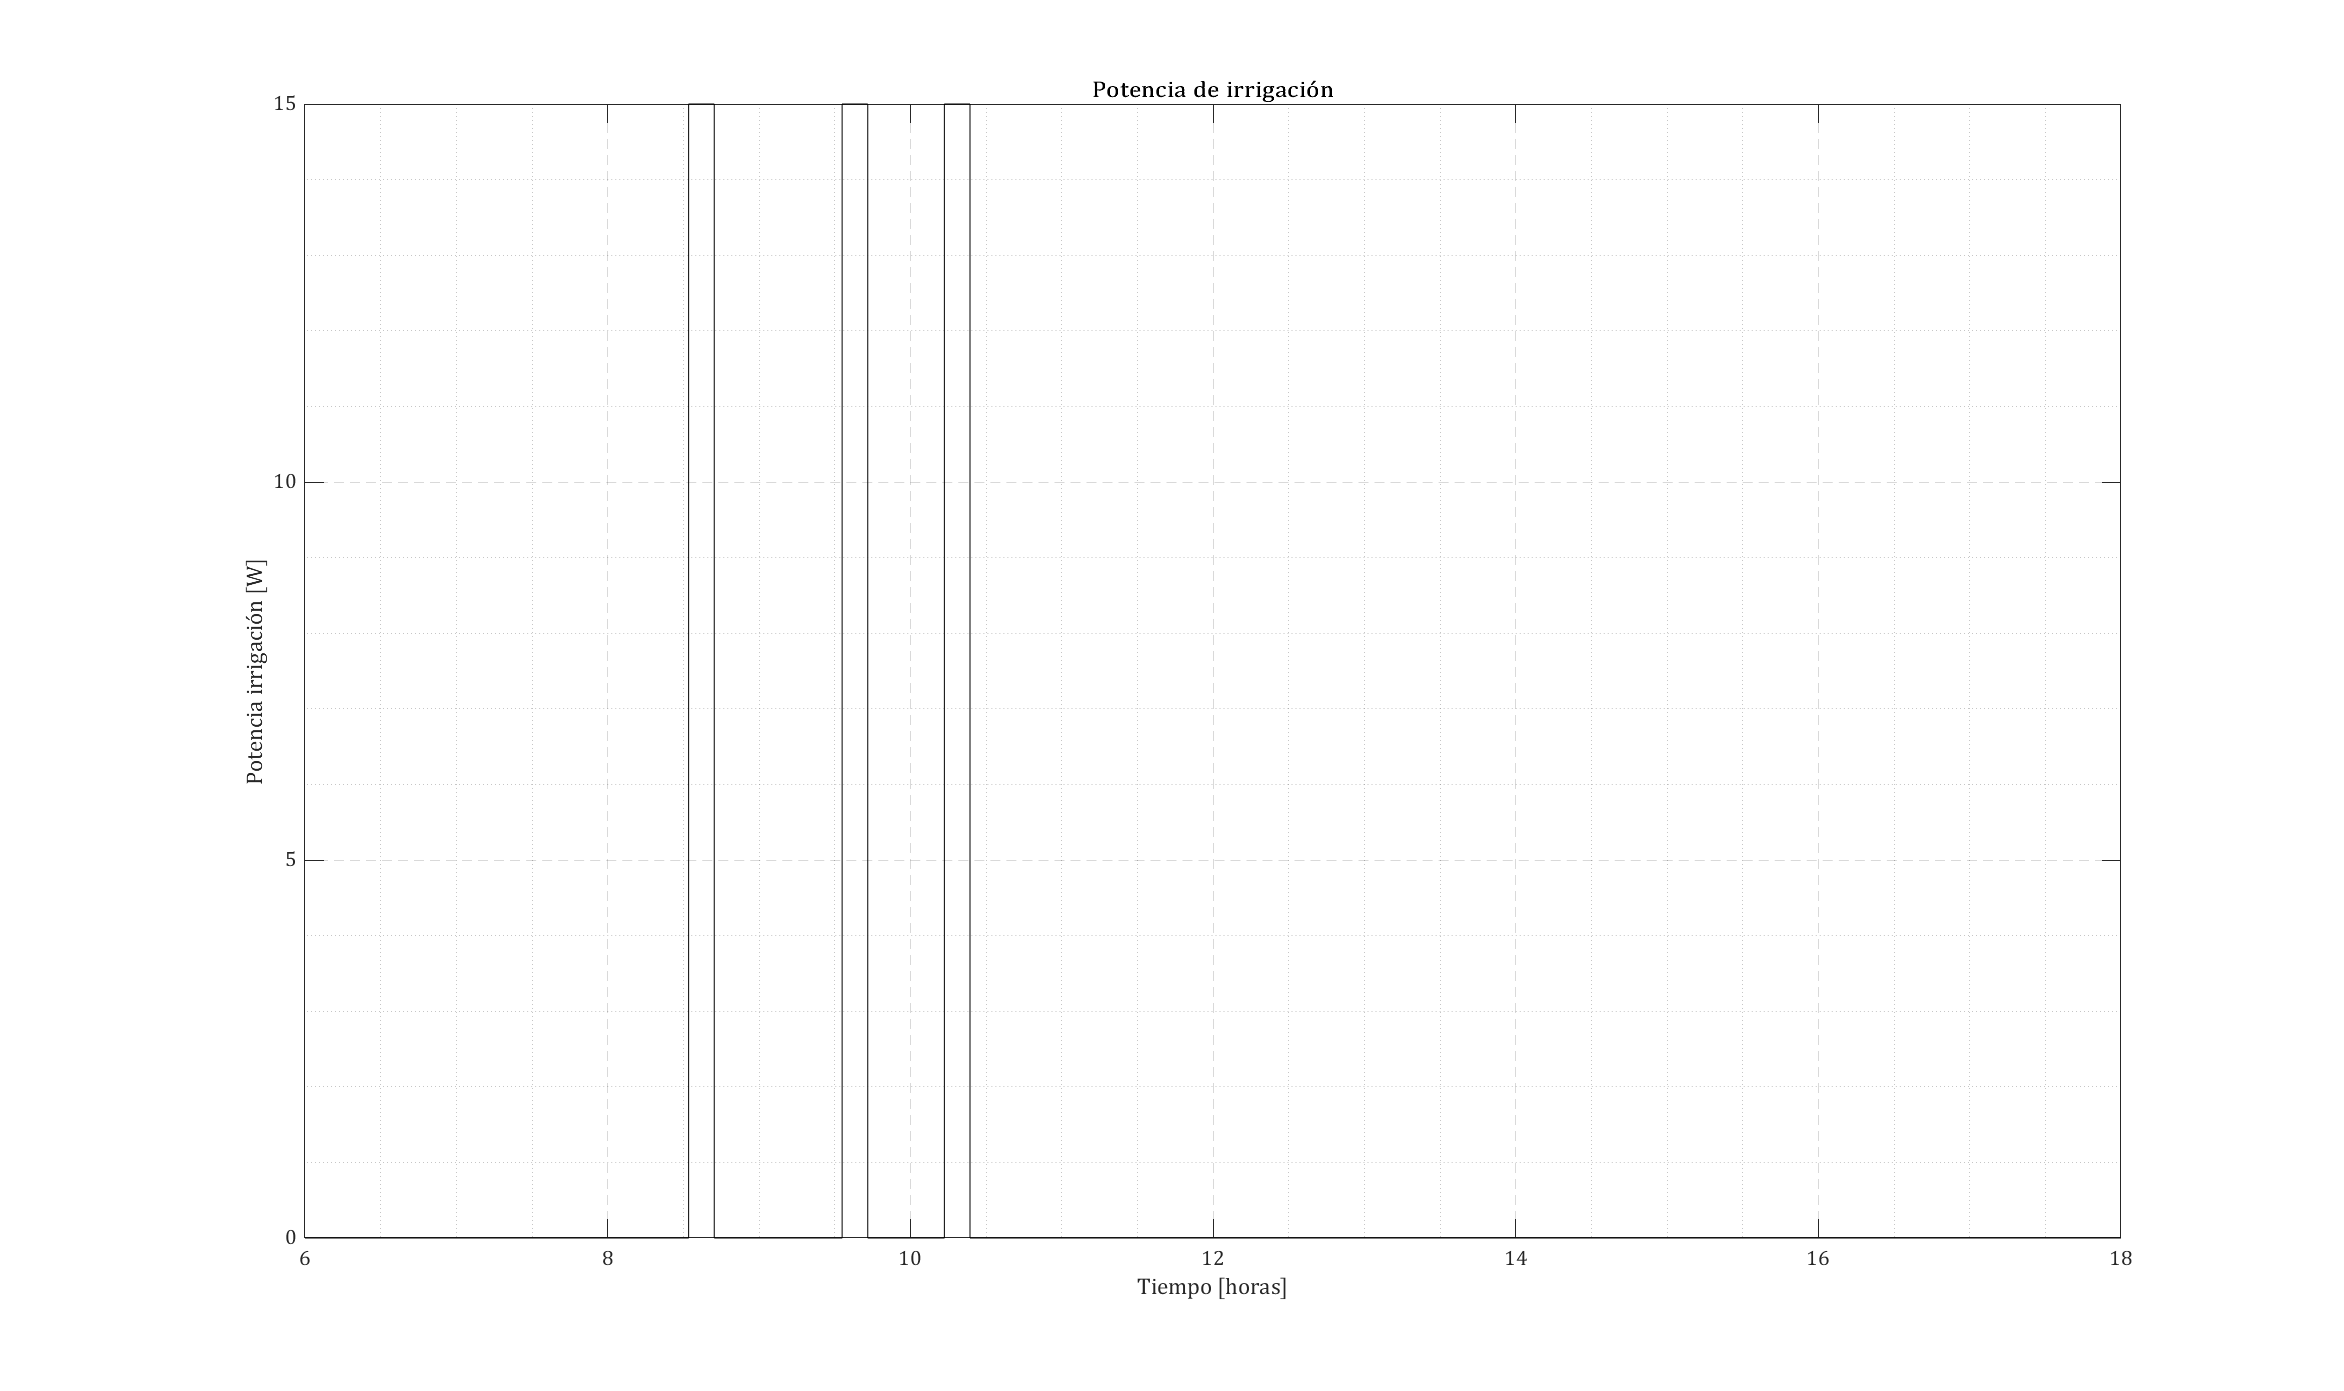 Potencia de irrigación
15
10
5
0
Potencia irrigación [W]
6 8 10 12 14 16 18
Tiempo [horas]